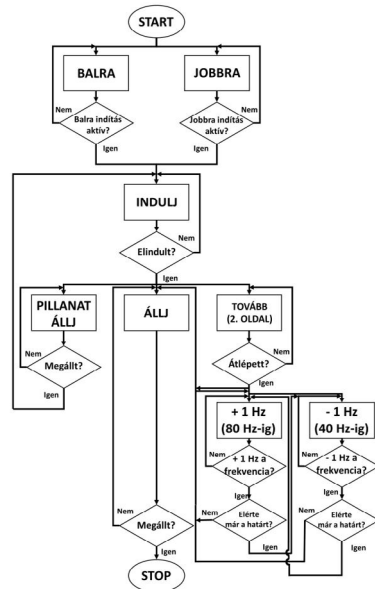 START
BALRA
JOBBRA
Nem
Balra indítás
aktív?
Igen
Nem
Jobbra indítás
aktív?
Igen
INDULJ
Nem
Elindult?
Igen
PILLANAT
ÁLLJ
ÁLLJ
TOVÁBB
(2. OLDAL)
Nem
Megállt?
Igen
Nem
Átlépett?
Igen
+ 1 Hz
(80 Hz-ig)
- 1 Hz
(40 Hz-ig)
Nem
+ 1 Hz a
frekvencia?
Igen
Nem
- 1 Hz a
frekvencia?
Igen
Nem
Megállt?
Igen
Nem
Elérte
már a határt?
Igen
Nem
Elérte
már a határt?
Igen
STOP